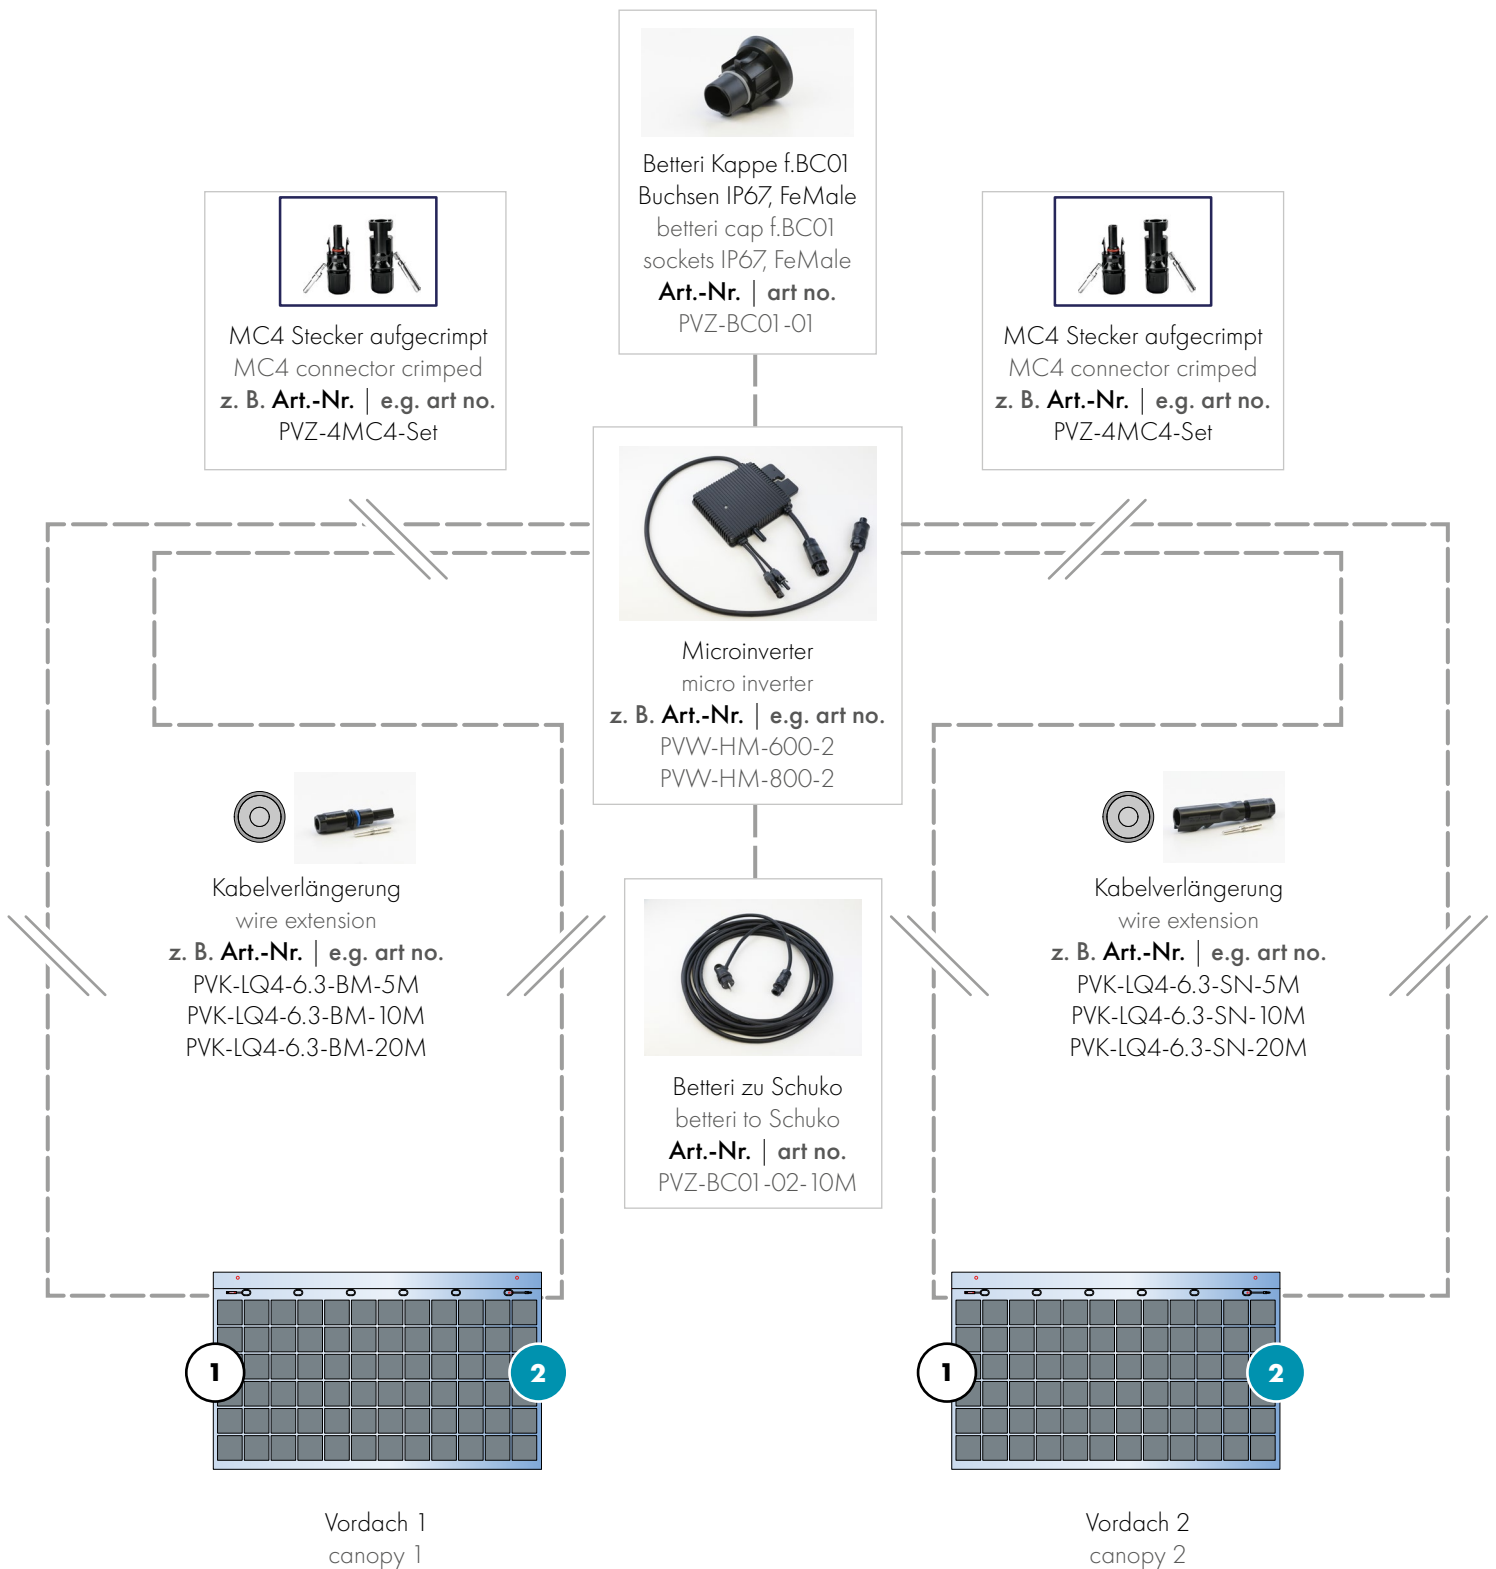 Betteri Kappe f.BC01
Buchsen IP67, FeMale
betteri cap f.BC01
sockets IP67, FeMale
Art.-Nr. | art no.
PVZ-BC01-01
MC4 Stecker aufgecrimpt
MC4 connector crimped
z. B. Art.-Nr. | e.g. art no.
PVZ-4MC4-Set
MC4 Stecker aufgecrimpt
MC4 connector crimped
z. B. Art.-Nr. | e.g. art no.
PVZ-4MC4-Set
Microinverter
micro inverter
z. B. Art.-Nr. | e.g. art no.
PVW-HM-600-2
PVW-HM-800-2
Kabelverlängerung
wire extension
z. B. Art.-Nr. | e.g. art no.
PVK-LQ4-6.3-BM-5M
PVK-LQ4-6.3-BM-10M
PVK-LQ4-6.3-BM-20M
Kabelverlängerung
wire extension
z. B. Art.-Nr. | e.g. art no.
PVK-LQ4-6.3-SN-5M
PVK-LQ4-6.3-SN-10M
PVK-LQ4-6.3-SN-20M
Betteri zu Schuko
betteri to Schuko
Art.-Nr. | art no.
PVZ-BC01-02-10M
1
2
1
2
Vordach 1
canopy 1
Vordach 2
canopy 2